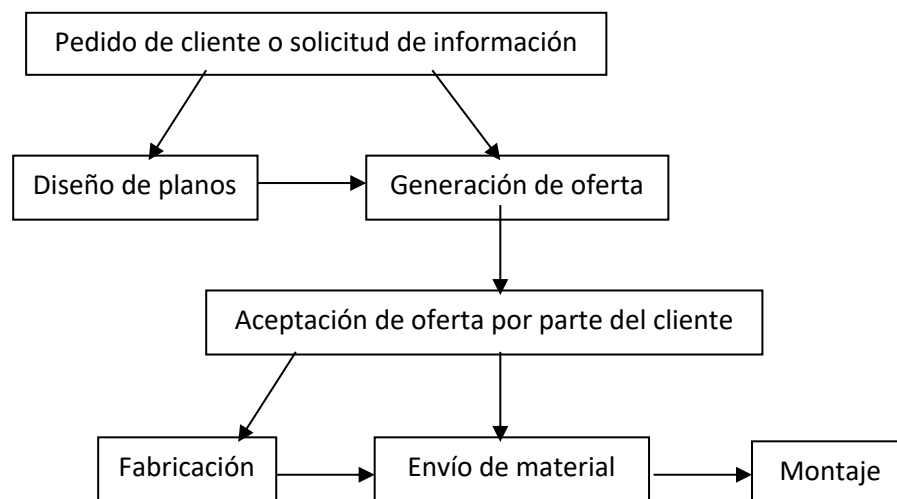 Pedido de cliente o solicitud de información
Diseño de planos
Generación de oferta
Aceptación de oferta por parte del cliente
Fabricación
Envío de material
Montaje